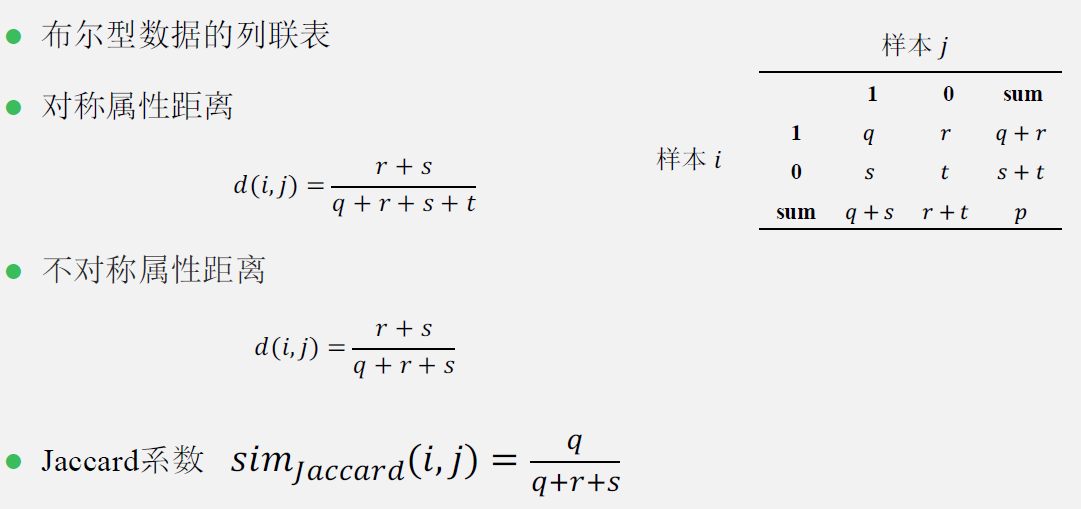 布尔型数据的列联表
对称属性距离
d(i,j) = \frac{r + s}{q + r + s + t}
不对称属性距离
d(i,j) = \frac{r + s}{q + r + s}
Jaccard系数 sim_{Jaccard}(i,j) = \frac{q}{q+r+s}
样本 j
1 0 sum
样本 i
1 q r q + r
0 s t s + t
sum q + s r + t p